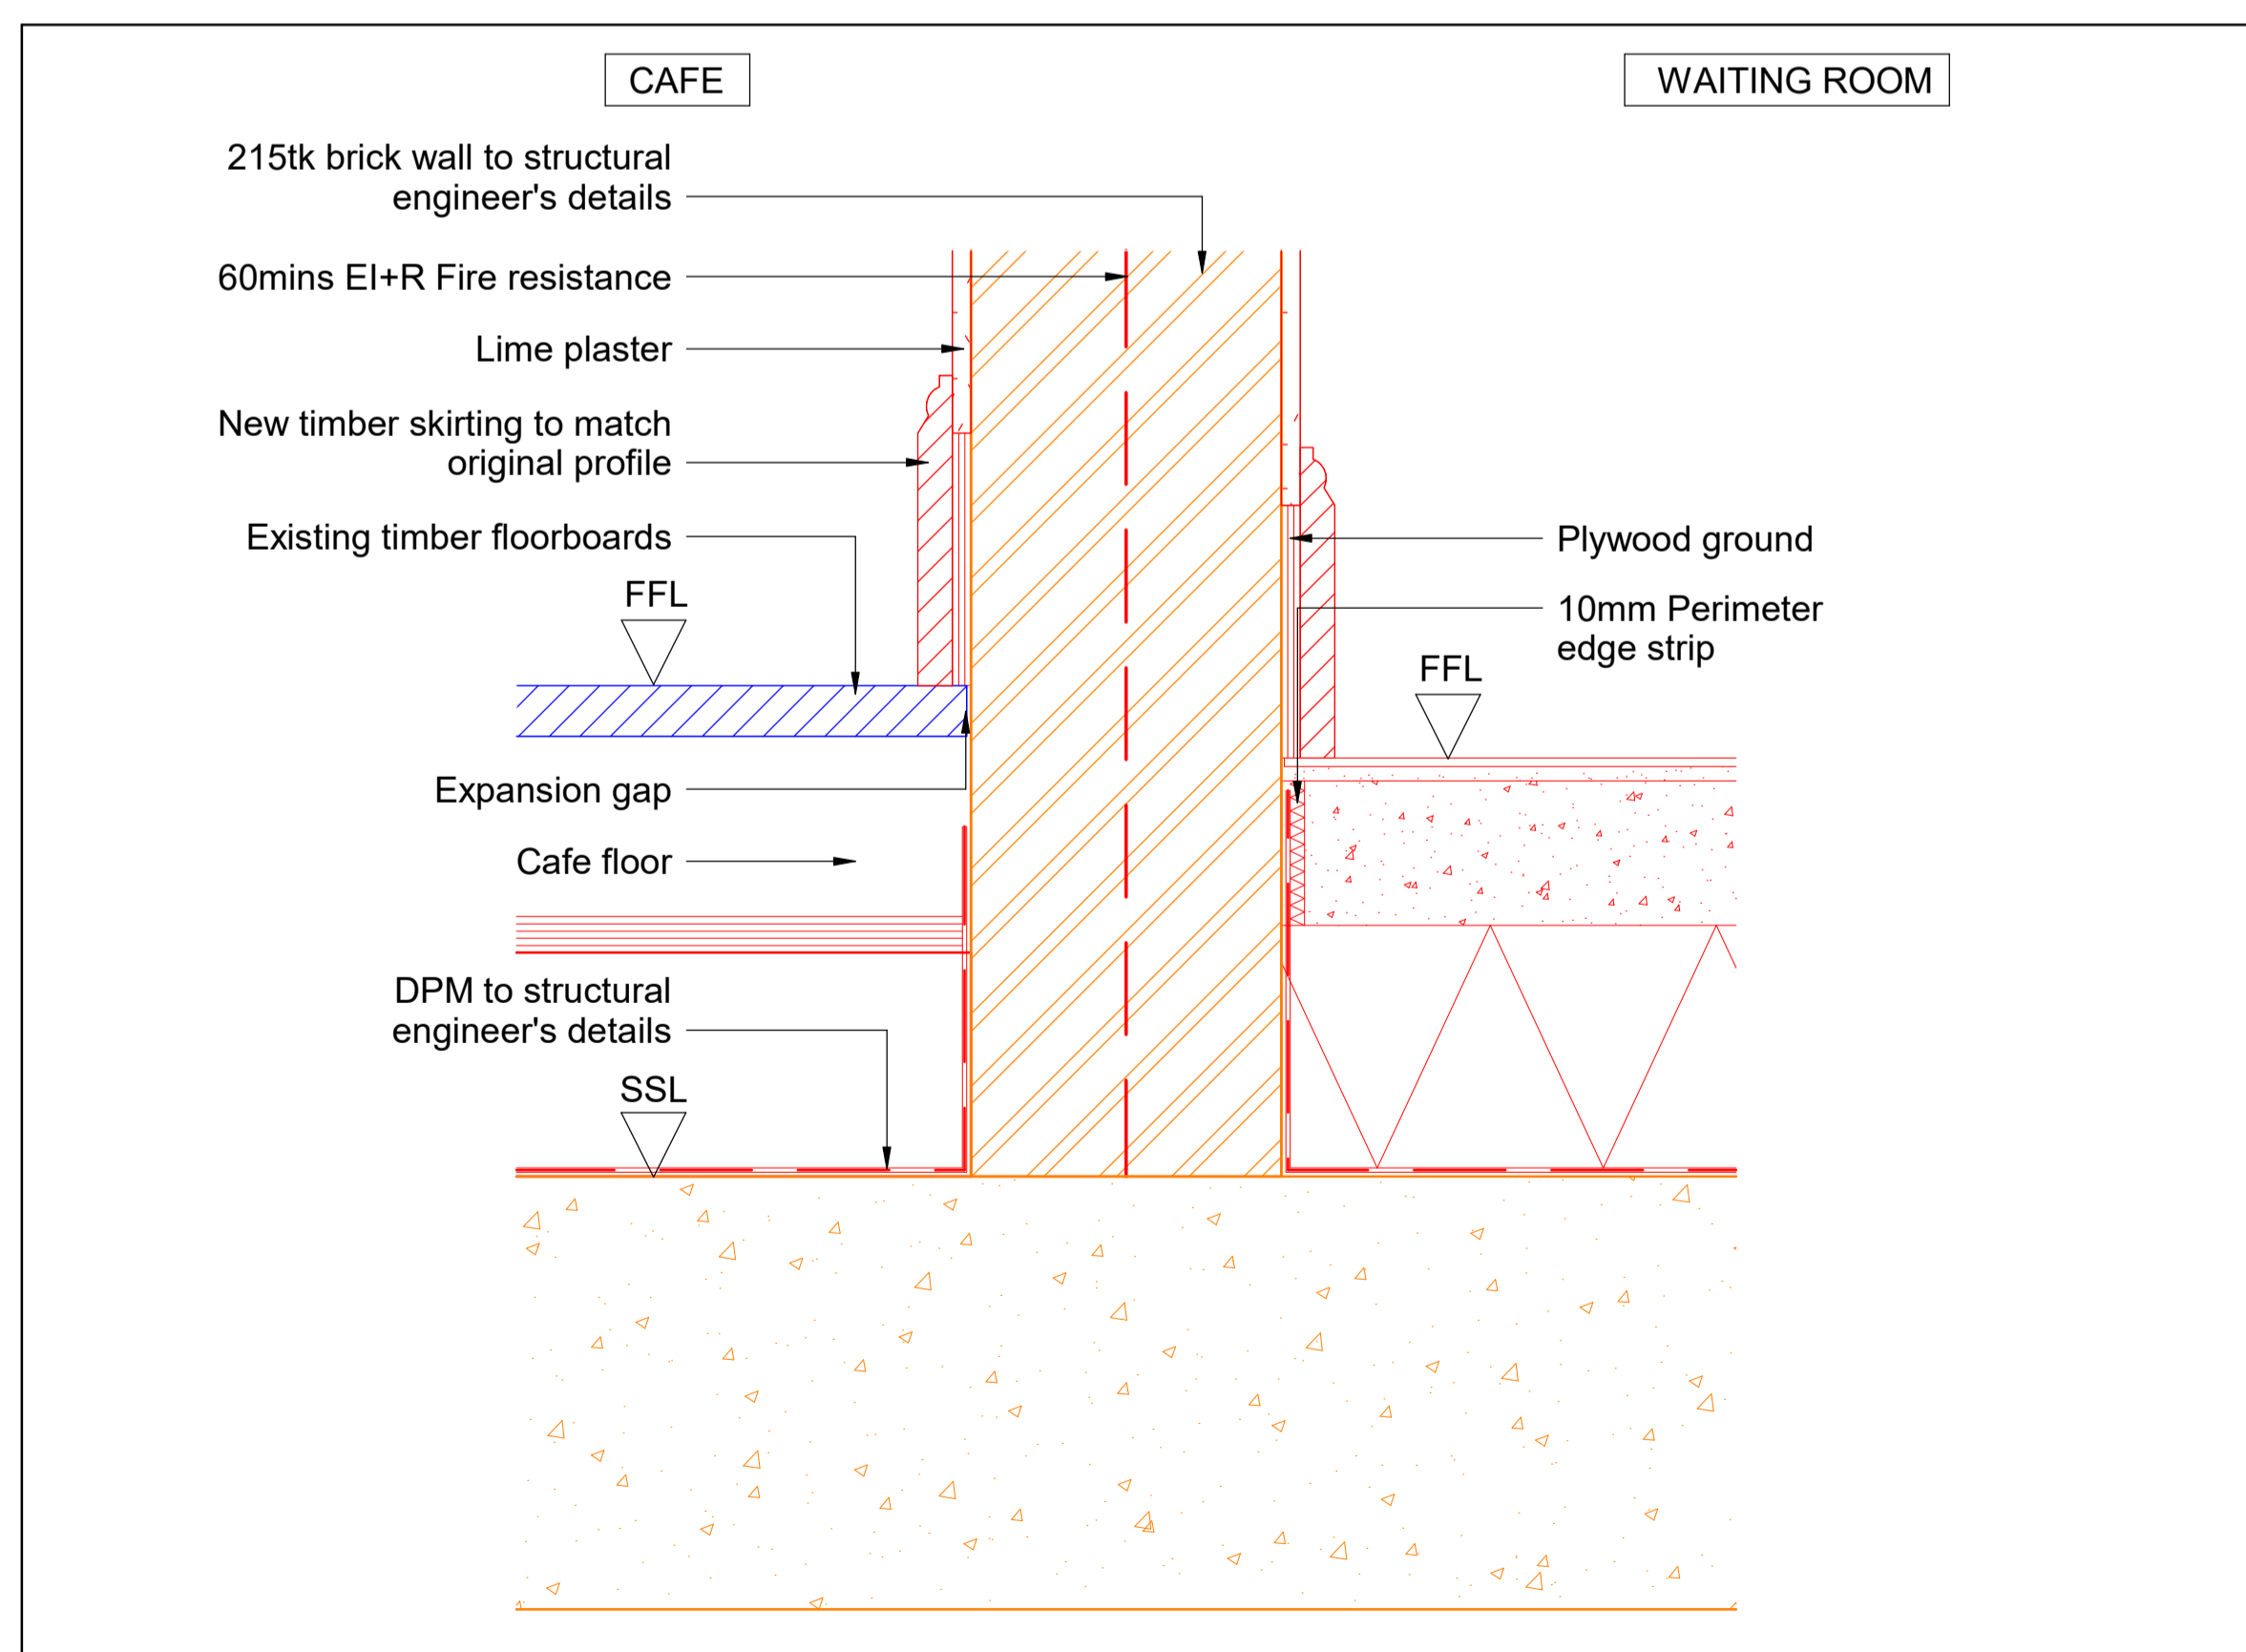 CAFE
WAITING ROOM
215tk brick wall to structural
engineer's details
60mins EI+R Fire resistance
Lime plaster
New timber skirting to match
original profile
Existing timber floorboards
FFL
Expansion gap
Cafe floor
DPM to structural
engineer's details
SSL
Plywood ground
10mm Perimeter
edge strip
FFL